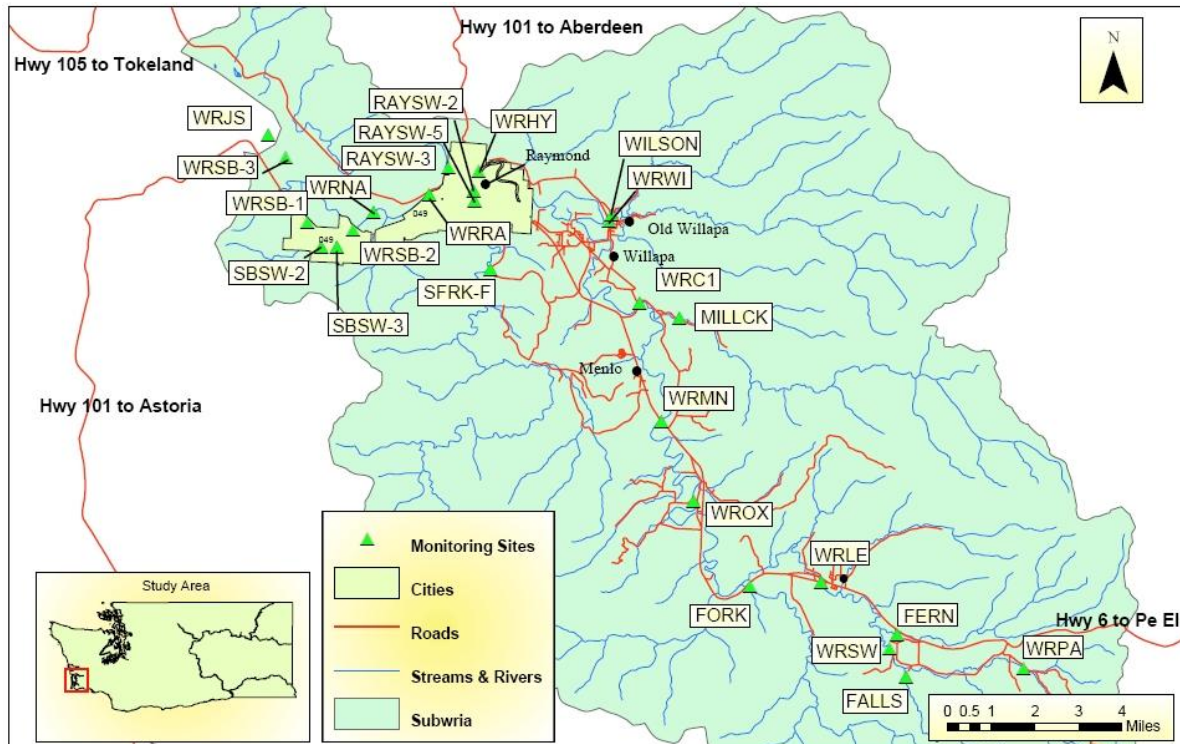 Hwy 101 to Aberdeen
Hwy 105 to Tokeland
N
RAYSW-2
WRHY
WRJS
RAYSW-5
WILSON
RAYSW-3
Raymond
WRSB-3
WRWI
WRNA
WRSB-1
049
Old Willapa
049
WRRA
WRSB-2
Willapa
SBSW-2
WRC1
SFRK-F
SBSW-3
MILLCK
Menlo
Hwy 101 to Astoria
WRMN
WROX
Monitoring Sites
WRLE
Study Area
Cities
FORK
FERN
Hwy 6 to Pe El
Roads
WRSW
WRPA
Streams & Rivers
FALLS
Subwria
0 0.5 1 2 3 4
Miles